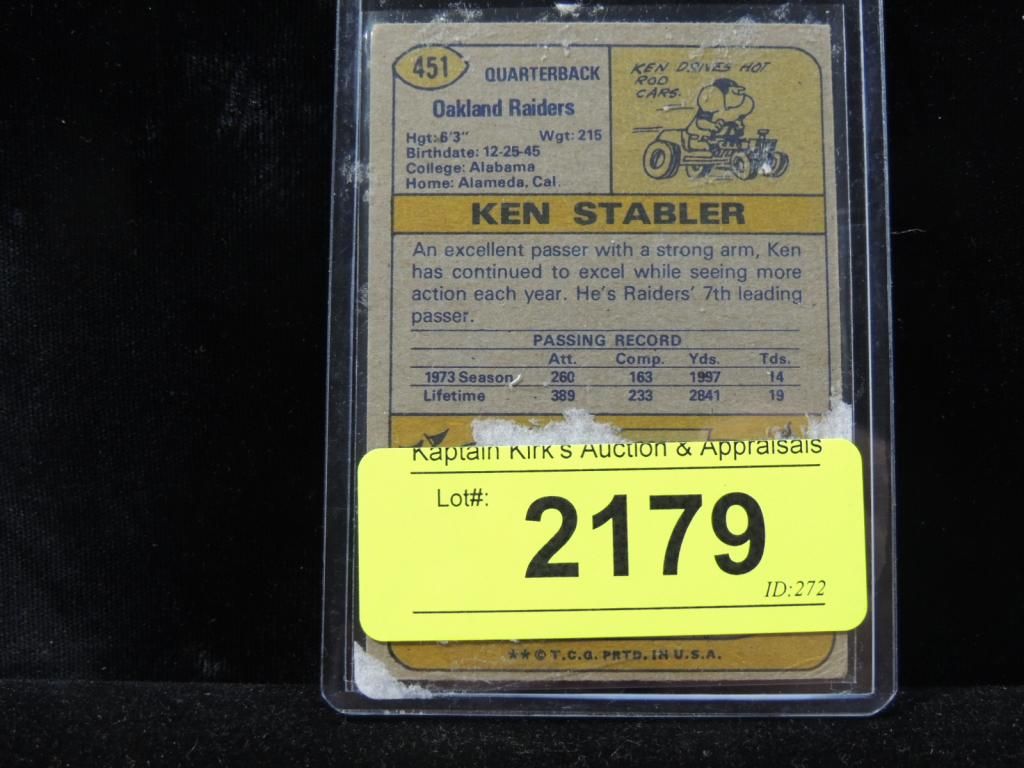 451
QUARTERBACK
Oakland Raiders
Hgt: 6'3" Wgt: 215
Birthdate: 12-25-45
College: Alabama
Home: Alameda, Cal.
KEN DRIVES HOT
ROD
CARS.
KEN STABLER
An excellent passer with a strong arm, Ken
has continued to excel while seeing more
action each year. He's Raiders' 7th leading
passer.
PASSING RECORD
Att. Comp. Yds. Tds.
1973 Season 260 163 1997 14
Lifetime 389 233 2841 19
Kaptain Kirk's Auction & Appraisals
Lot#:
2179
ID:272
**© T.C.G. PRTD. IN U.S.A.